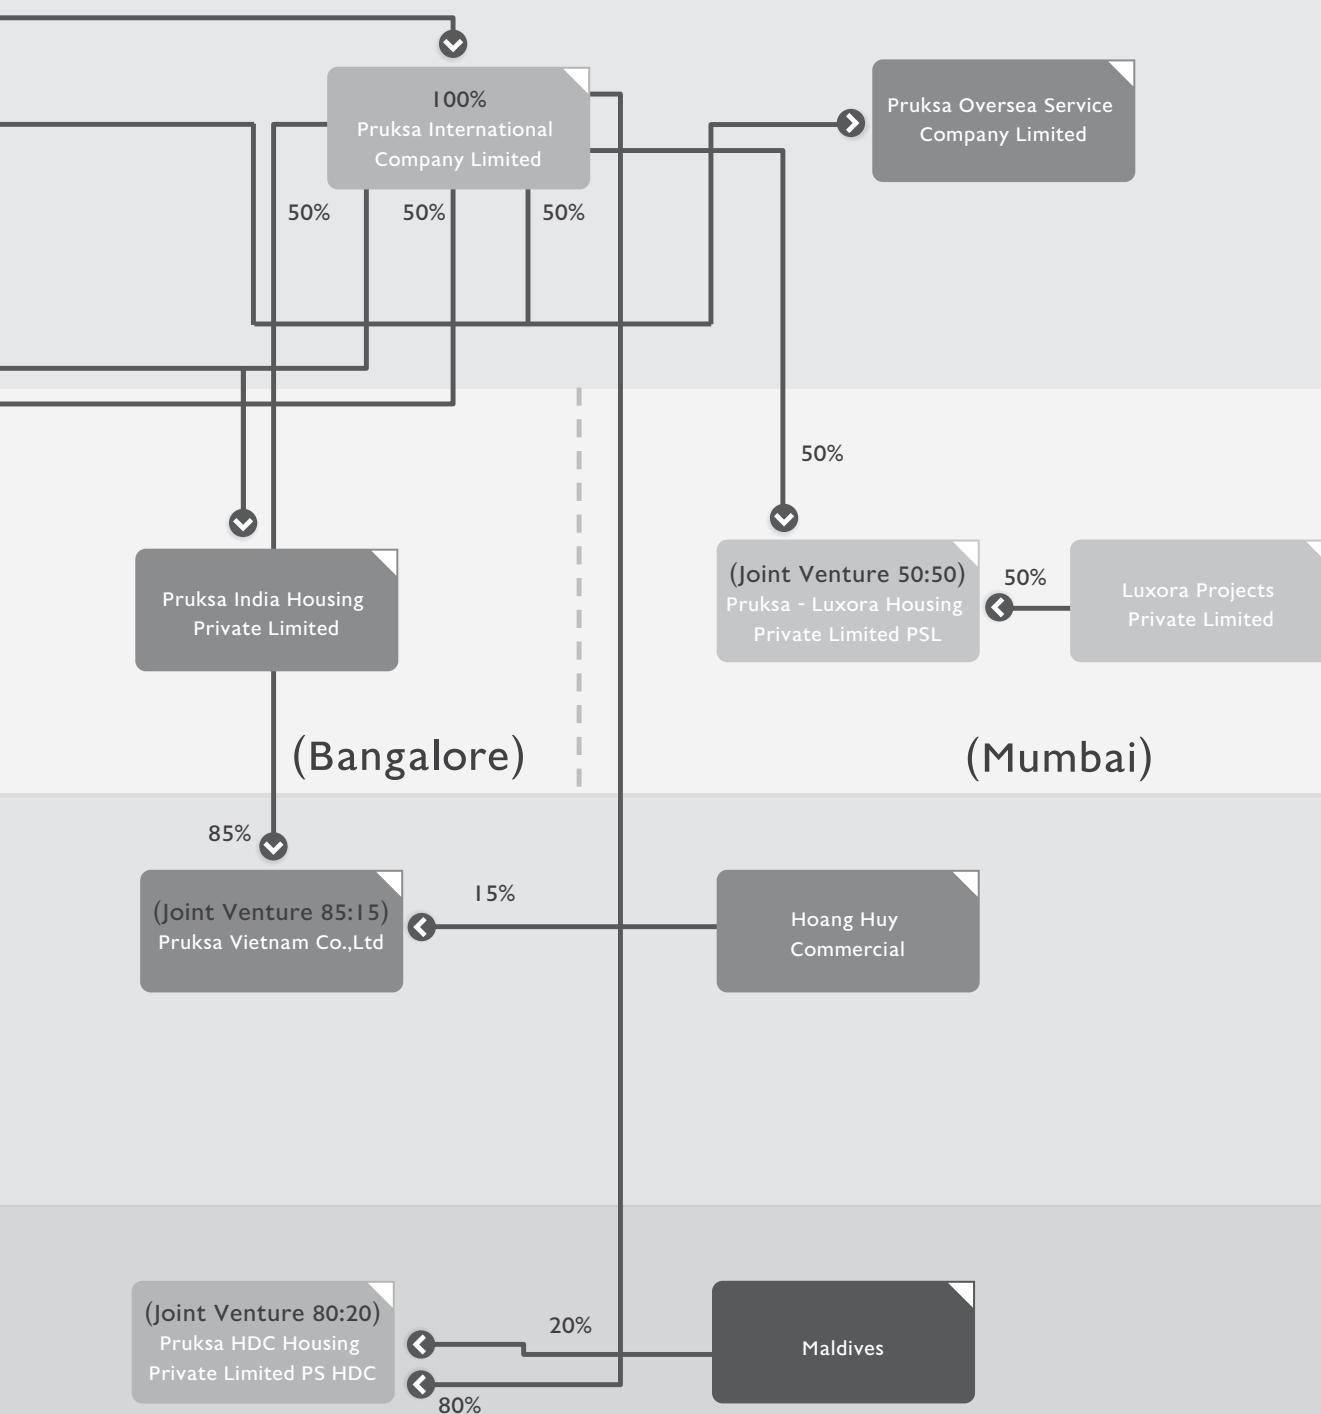 100%
Pruksa International
Company Limited
Pruksa Oversea Service
Company Limited
50%
50%
50%
50%
Pruksa India Housing
Private Limited
(Joint Venture 50:50)
Pruksa - Luxora Housing
Private Limited PSL
50%
Luxora Projects
Private Limited
(Bangalore)
(Mumbai)
85%
(Joint Venture 85:15)
Pruksa Vietnam Co.,Ltd
15%
Hoang Huy
Commercial
(Joint Venture 80:20)
Pruksa HDC Housing
Private Limited PS HDC
20%
80%
Maldives